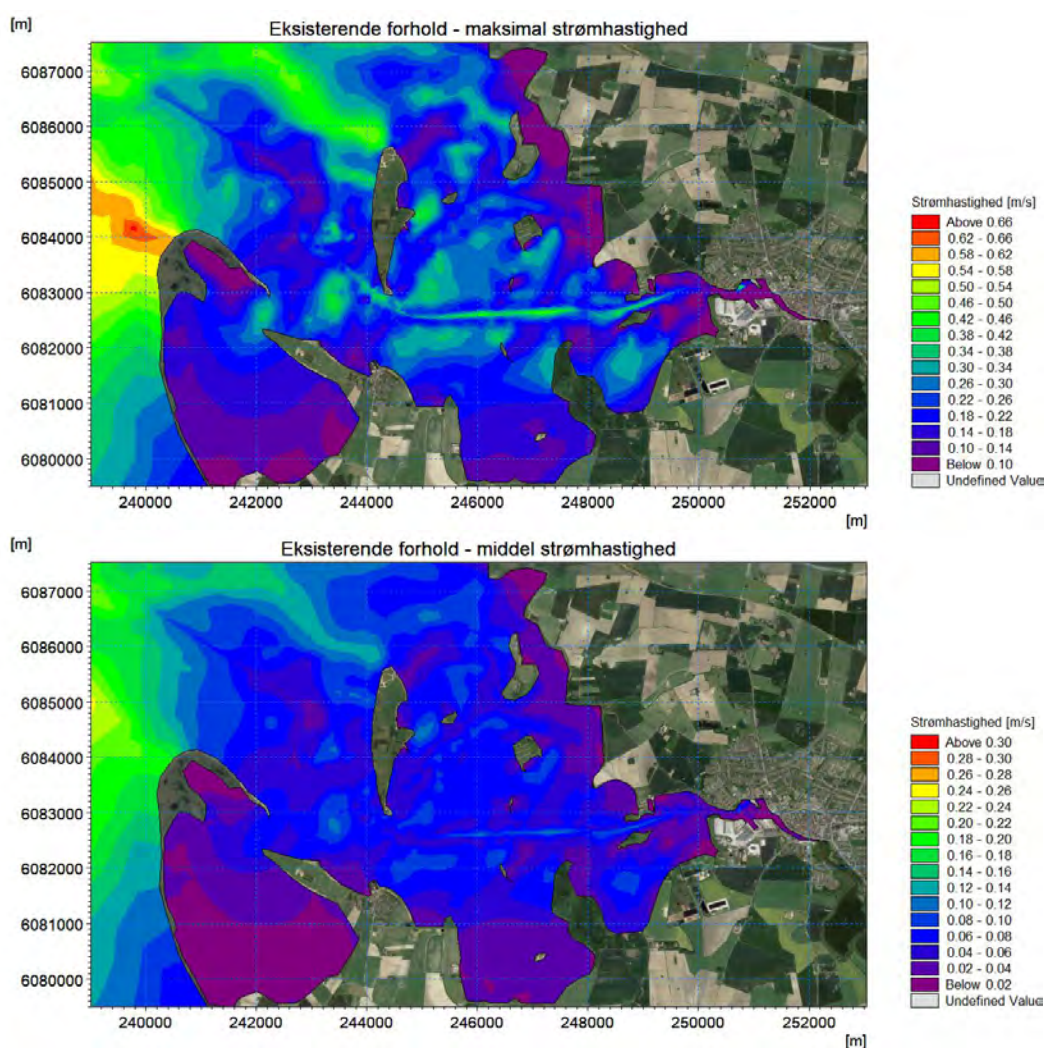 [m]
Eksisterende forhold - maksimal strømhastighed
6087000
6086000
6085000
6084000
6083000
6082000
6081000
6080000
240000 242000 244000 246000 248000 250000 252000
[m]
Strømhastighed [m/s]
Above 0.66
0.62 - 0.66
0.58 - 0.62
0.54 - 0.58
0.50 - 0.54
0.46 - 0.50
0.42 - 0.46
0.38 - 0.42
0.34 - 0.38
0.30 - 0.34
0.26 - 0.30
0.22 - 0.26
0.18 - 0.22
0.14 - 0.18
0.10 - 0.14
Below 0.10
Undefined Value
[m]
Eksisterende forhold - middel strømhastighed
6087000
6086000
6085000
6084000
6083000
6082000
6081000
6080000
240000 242000 244000 246000 248000 250000 252000
[m]
Strømhastighed [m/s]
Above 0.30
0.28 - 0.30
0.26 - 0.28
0.24 - 0.26
0.22 - 0.24
0.20 - 0.22
0.18 - 0.20
0.16 - 0.18
0.14 - 0.16
0.12 - 0.14
0.10 - 0.12
0.08 - 0.10
0.06 - 0.08
0.04 - 0.06
0.02 - 0.04
Below 0.02
Undefined Value